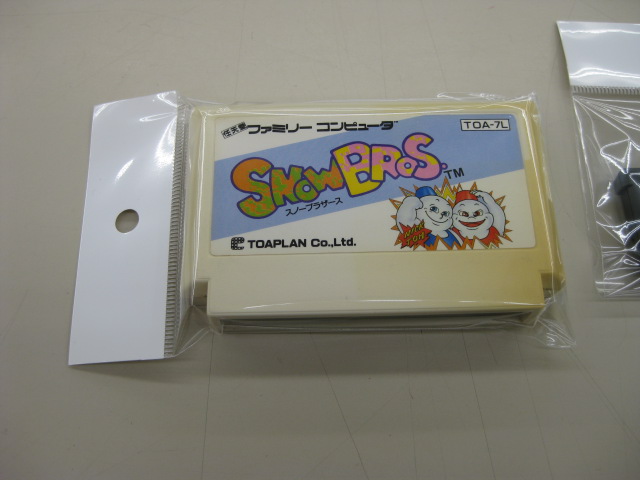 任天堂 ファミリー コンピュータ
TOA-7L
SNOW BROS. TM
スノーブラザース
TOAPLAN Co.,Ltd.